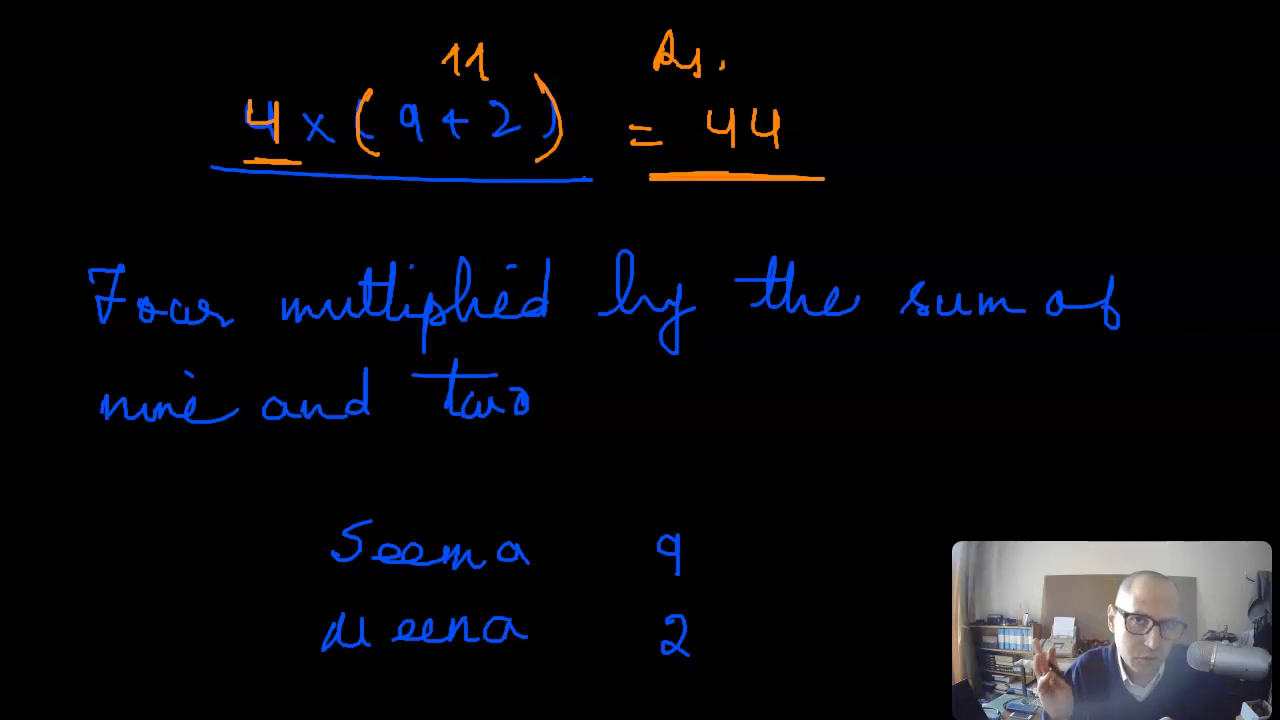 11 Ans.
4 × (9 + 2) = 44
Four multiplied by the sum of
nine and two
Seema 9
Meena 2